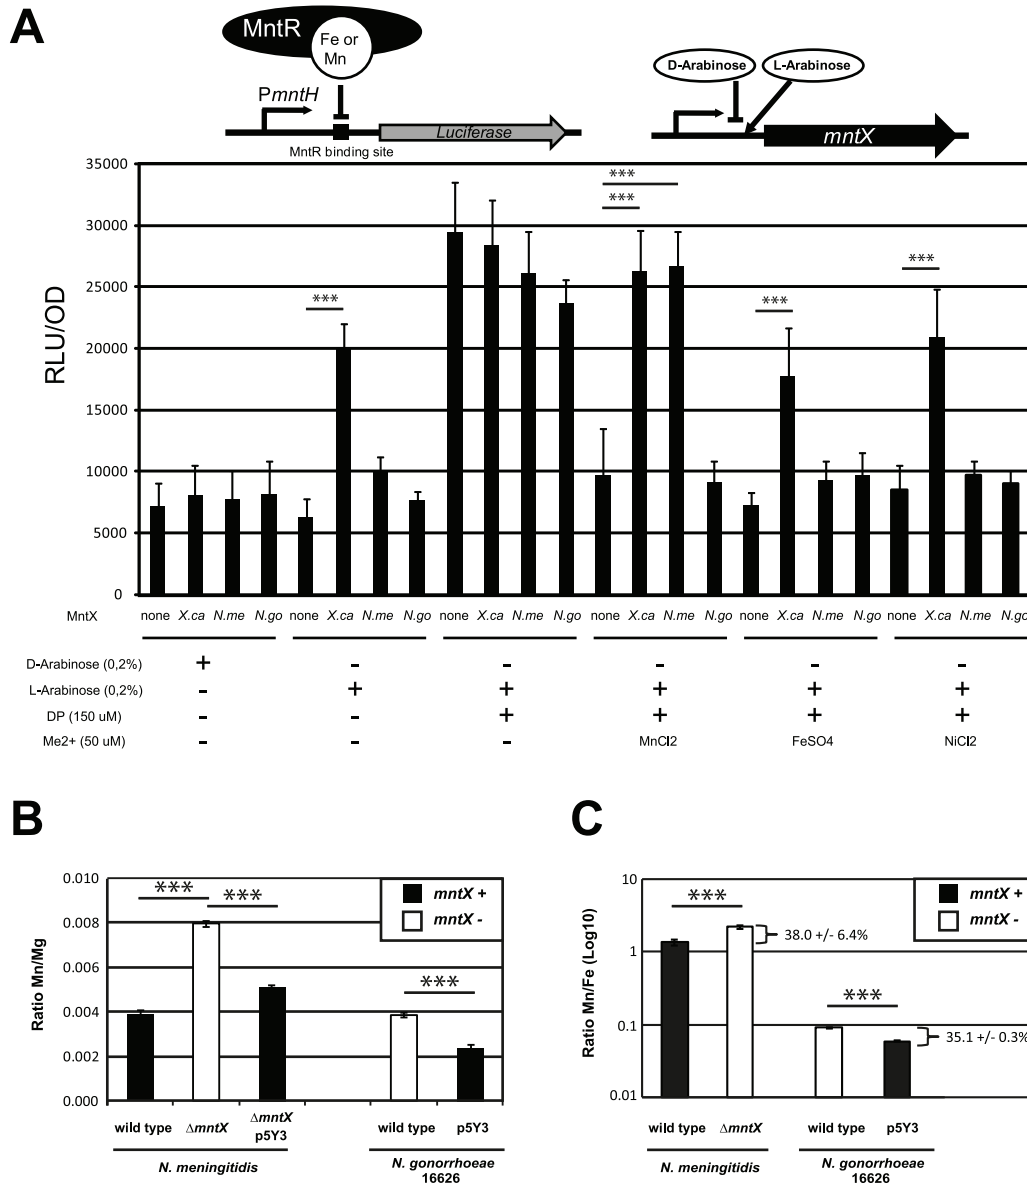 A
MntR
Fe or
Mn
PmntH
Luciferase
MntR binding site
D-Arabinose
L-Arabinose
mntX
35000
30000
25000
20000
15000
10000
5000
0
RLU/OD
***
***
***
***
***
MntX
none X.ca N.me N.go none X.ca N.me N.go none X.ca N.me N.go none X.ca N.me N.go none X.ca N.me N.go none X.ca N.me N.go
D-Arabinose (0,2%) + - - - - -
L-Arabinose (0,2%) - + + + + +
DP (150 uM) - - + + + +
Me2+ (50 uM) - - - MnCl2 FeSO4 NiCl2
B
0.010
0.008
0.006
0.004
0.002
0.000
Ratio Mn/Mg
*** ***
***
mntX +
mntX -
wild type ΔmntX ΔmntX p5Y3 wild type p5Y3
N. meningitidis
N. gonorrhoeae
16626
C
10
1
0.1
0.01
Ratio Mn/Fe (Log10)
***
***
mntX +
mntX -
38.0 +/- 6.4%
35.1 +/- 0.3%
wild type ΔmntX wild type p5Y3
N. meningitidis
N. gonorrhoeae
16626